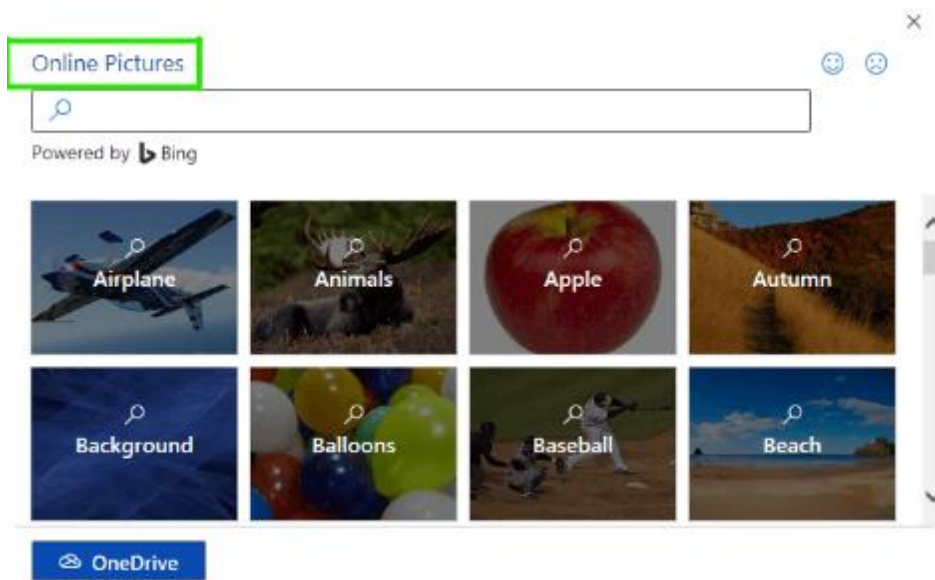 Online Pictures
Powered by Bing
Airplane
Animals
Apple
Autumn
Background
Balloons
Baseball
Beach
OneDrive